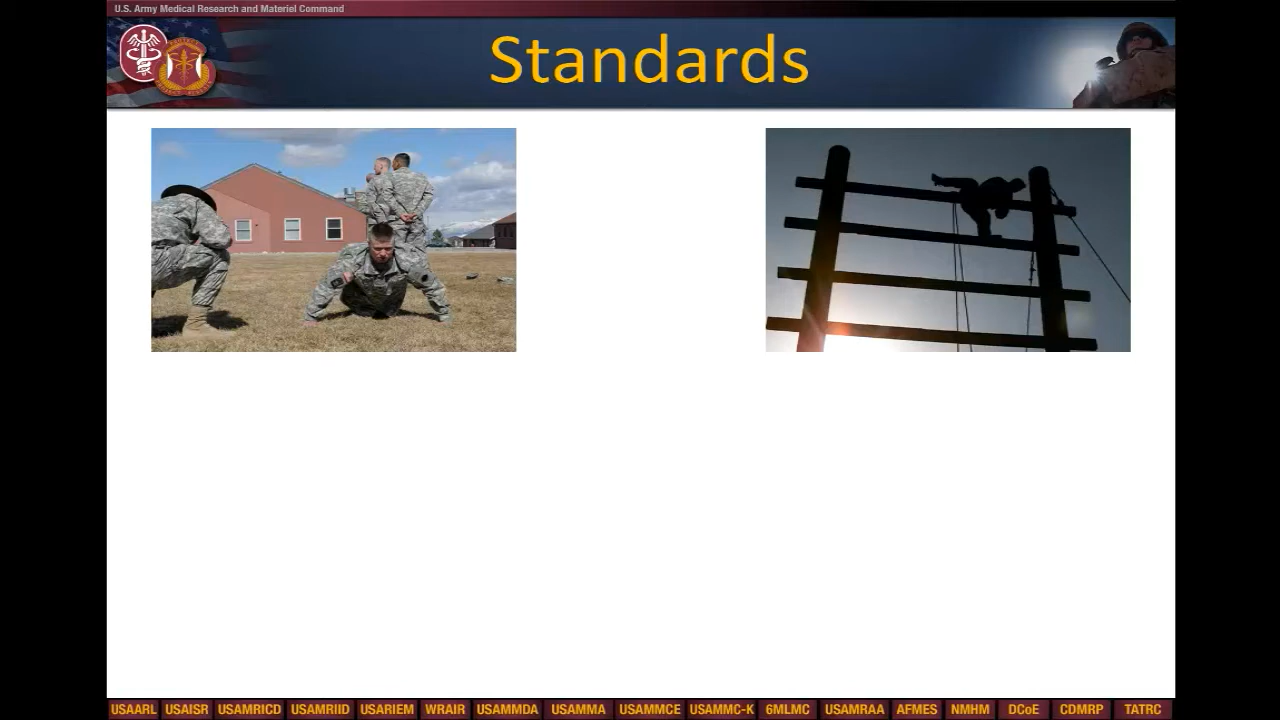 U.S. Army Medical Research and Materiel Command
Standards
USAARL USAISR USAMRICD USAMRIID USARIEM WRAIR USAMMDA USAMMA USAMMCE USAMMC-K 6MLMC USAMRAA AFMES NMHM DCoE CDMRP TATRC